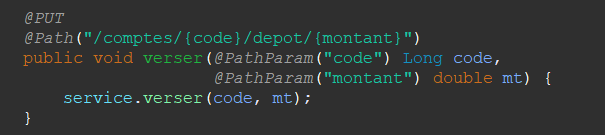 @PUT
@Path("/comptes/{code}/depot/{montant}")
public void verser(@PathParam("code") Long code,
@PathParam("montant") double mt) {
service.verser(code, mt);
}